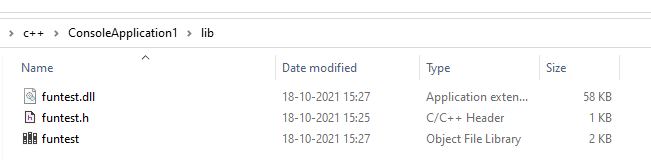 c++ > ConsoleApplication1 > lib
Name Date modified Type Size
funtest.dll 18-10-2021 15:27 Application exten... 58 KB
funtest.h 18-10-2021 15:25 C/C++ Header 1 KB
funtest 18-10-2021 15:27 Object File Library 2 KB